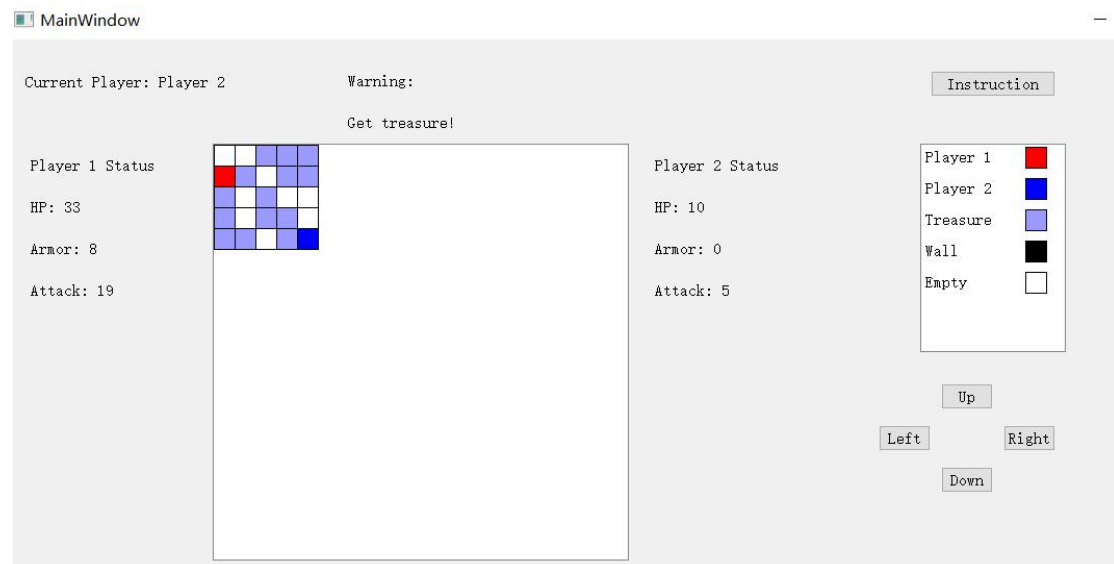 MainWindow
Current Player: Player 2
Warning:
Instruction
Get treasure!
Player 1 Status
HP: 33
Armor: 8
Attack: 19
Player 2 Status
HP: 10
Armor: 0
Attack: 5
Player 1
Player 2
Treasure
Wall
Empty
Up
Left
Right
Down